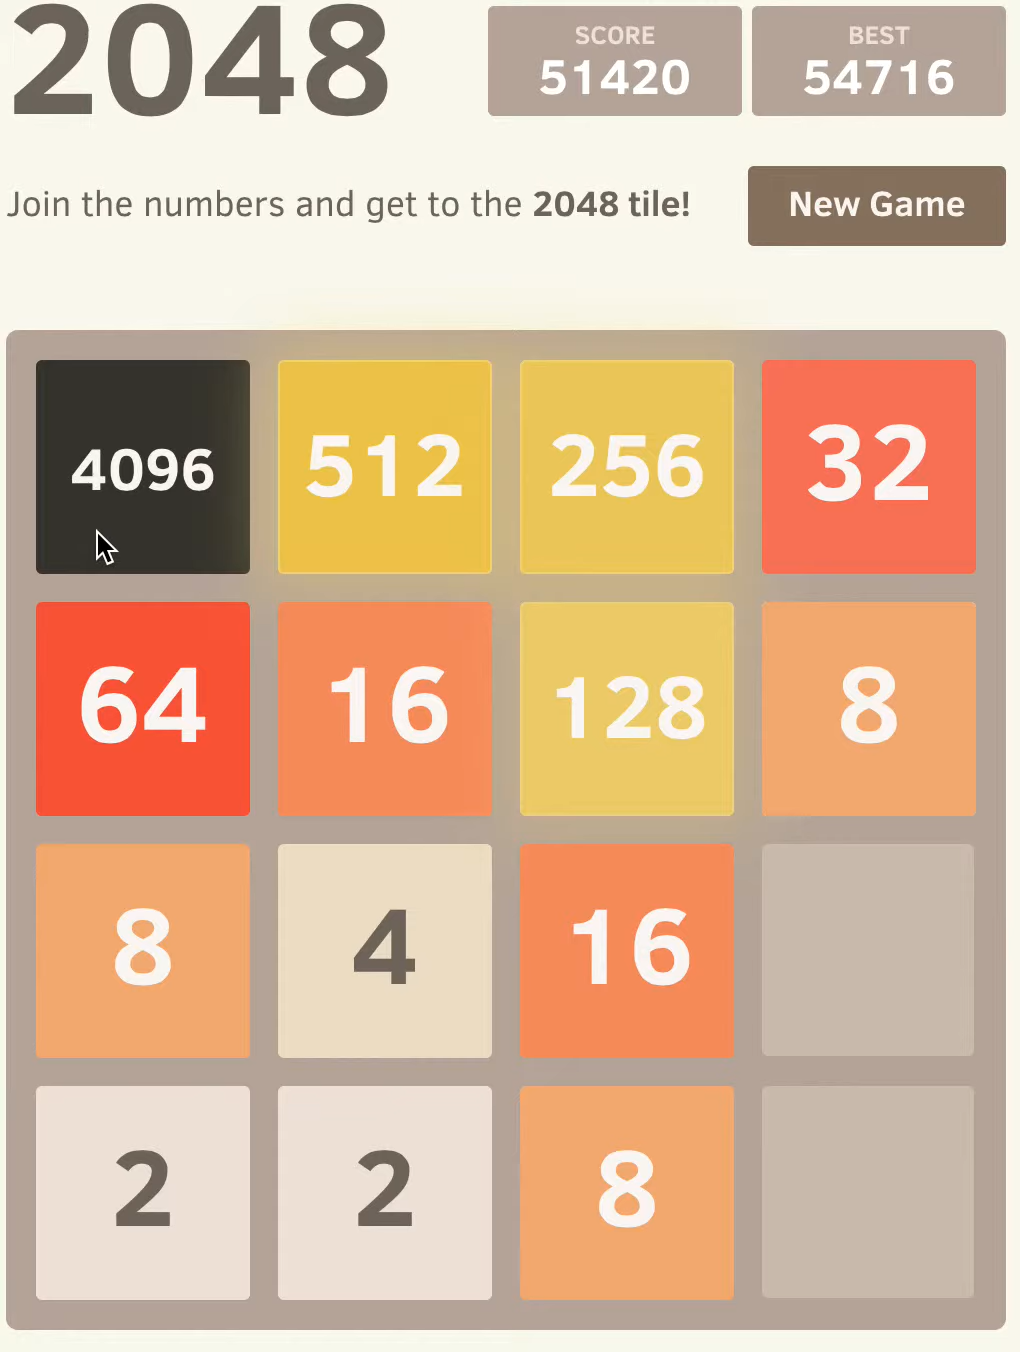 2048
SCORE
51420
BEST
54716
Join the numbers and get to the 2048 tile!
New Game
4096 512 256 32
64 16 128 8
8 4 16
2 2 8